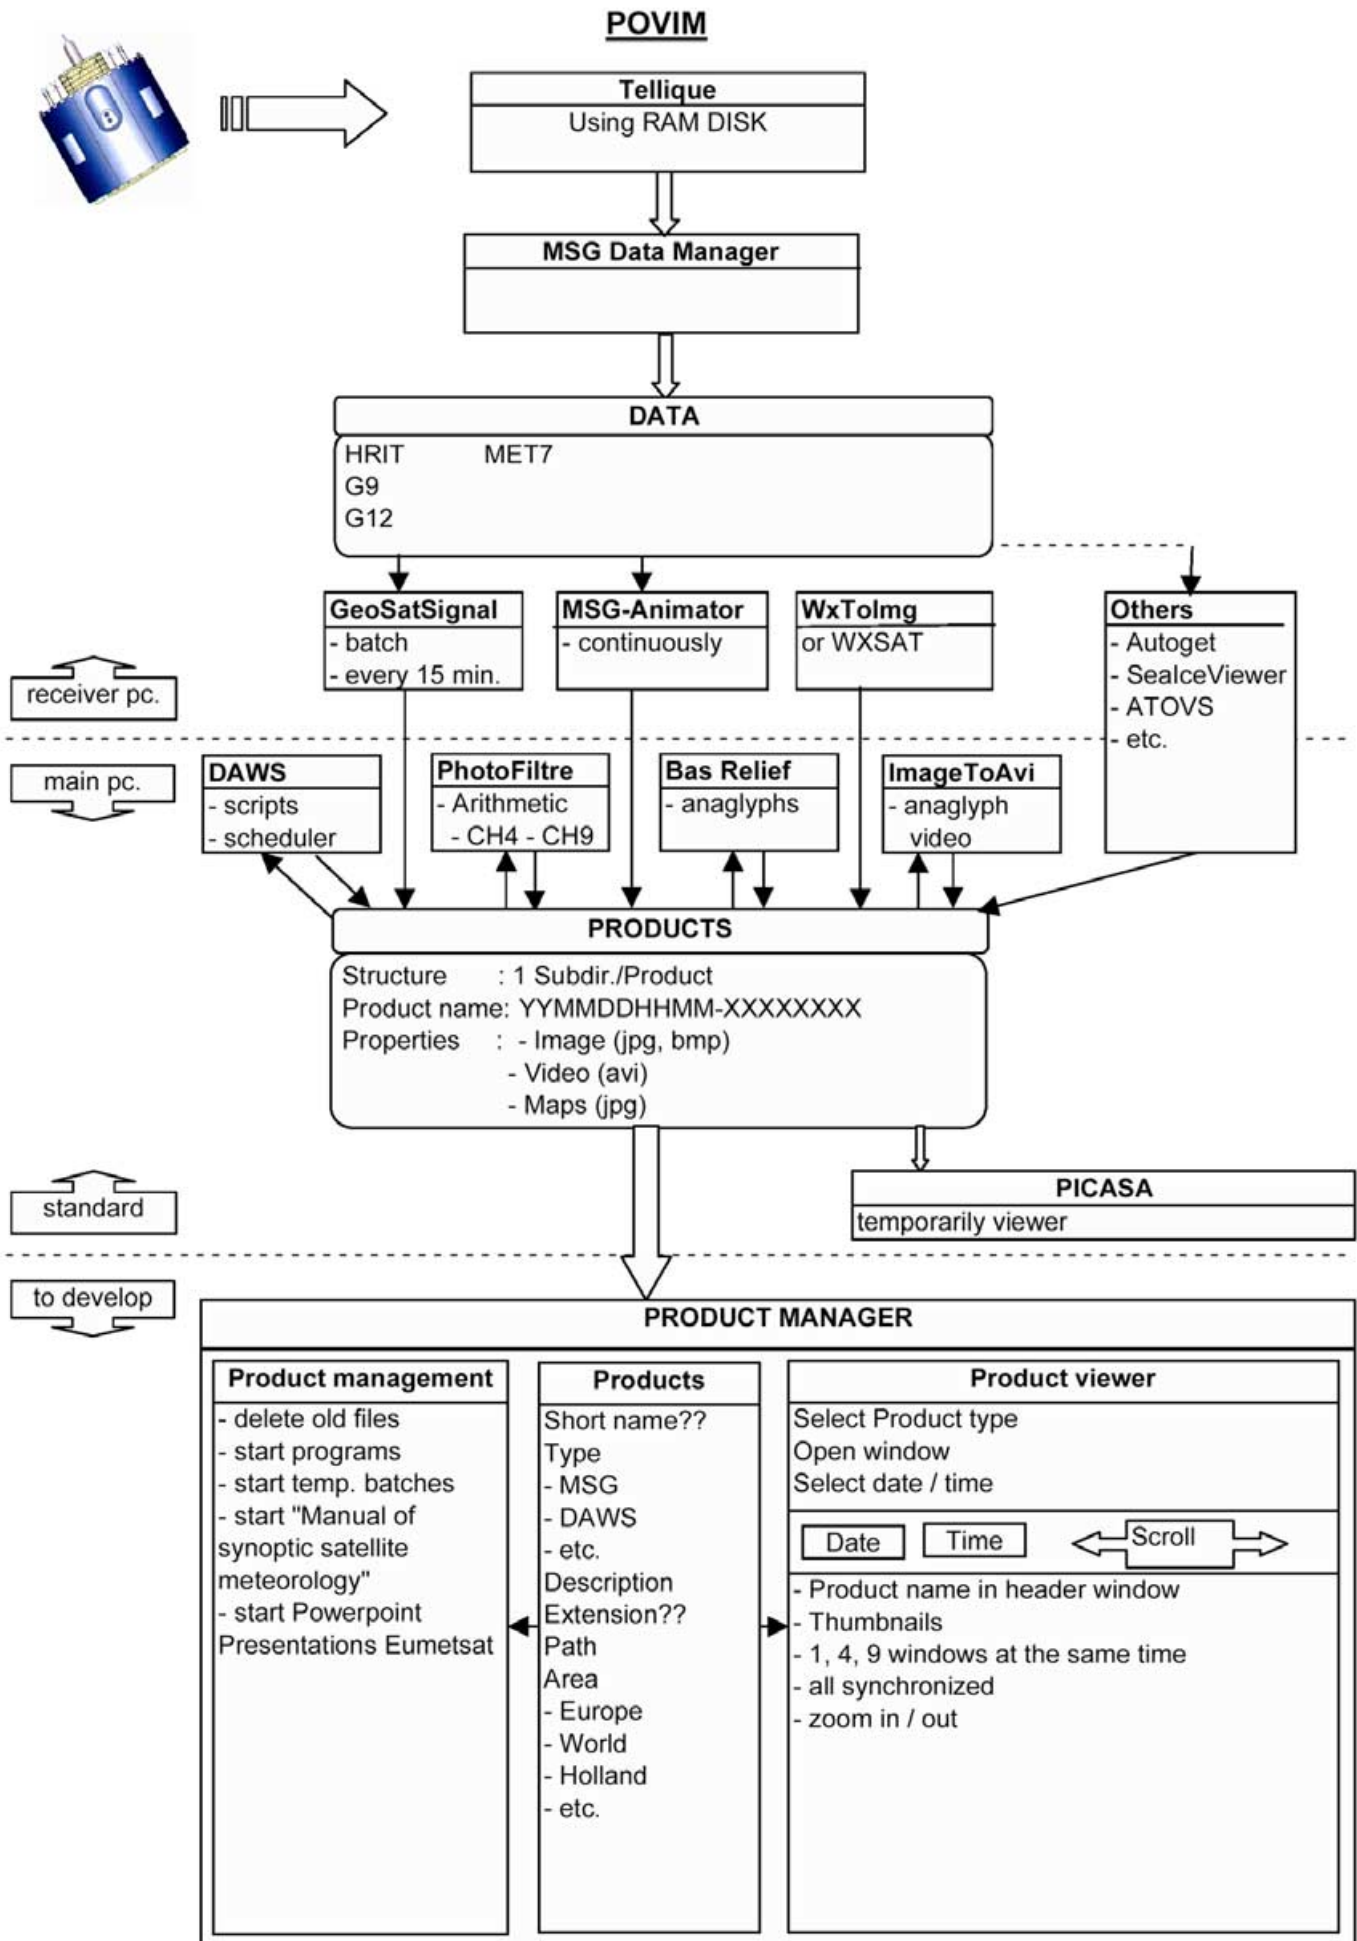 POVIM
Tellique
Using RAM DISK
MSG Data Manager
DATA
HRIT MET7
G9
G12
GeoSatSignal
- batch
- every 15 min.
MSG-Animator
- continuously
WxToImg
or WXSAT
Others
- Autoget
- SeaIceViewer
- ATOVS
- etc.
receiver pc.
main pc.
DAWS
- scripts
- scheduler
PhotoFiltre
- Arithmetic
- CH4 - CH9
Bas Relief
- anaglyphs
ImageToAvi
- anaglyph
video
PRODUCTS
Structure : 1 Subdir./Product
Product name: YYMMDDHHMM-XXXXXXXX
Properties : - Image (jpg, bmp)
- Video (avi)
- Maps (jpg)
standard
PICASA
temporarily viewer
to develop
PRODUCT MANAGER
Product management
- delete old files
- start programs
- start temp. batches
- start "Manual of
synoptic satellite
meteorology"
- start Powerpoint
Presentations Eumetsat
Products
Short name??
Type
- MSG
- DAWS
- etc.
Description
Extension??
Path
Area
- Europe
- World
- Holland
- etc.
Product viewer
Select Product type
Open window
Select date / time
Date Time Scroll
- Product name in header window
- Thumbnails
- 1, 4, 9 windows at the same time
- all synchronized
- zoom in / out